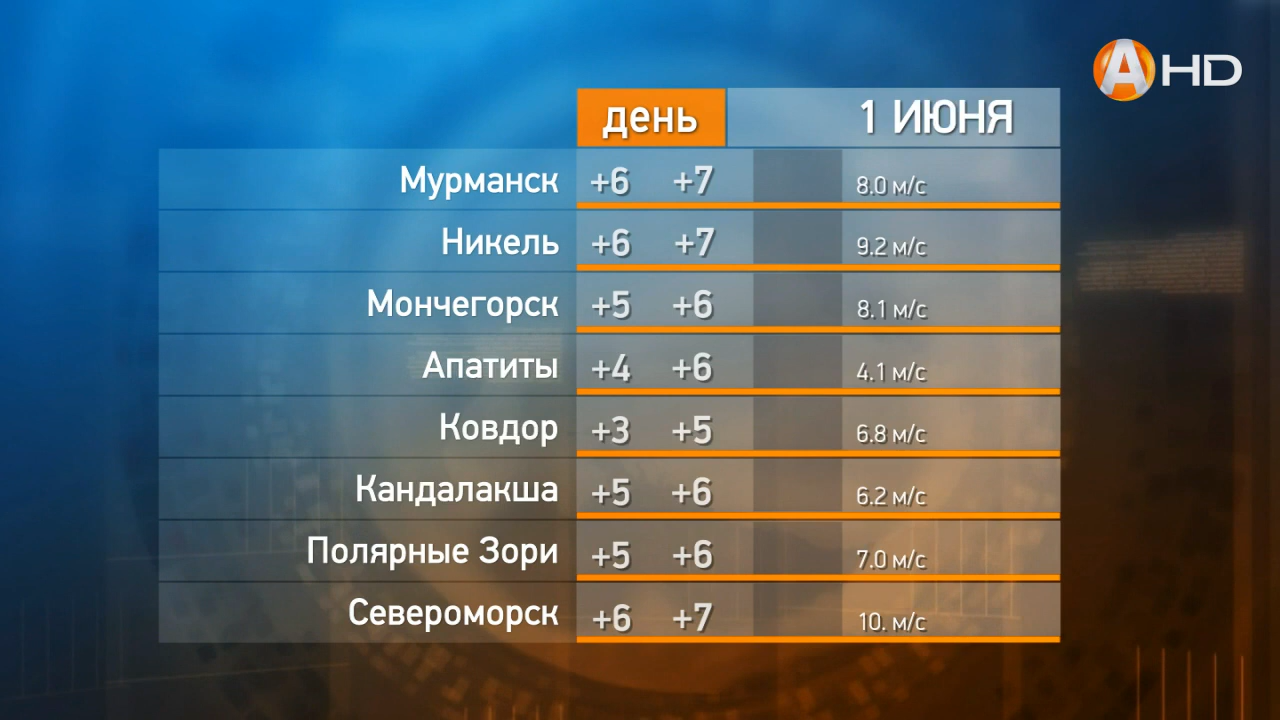 А HD
день 1 ИЮНЯ
Мурманск +6 +7 8.0 м/с
Никель +6 +7 9.2 м/с
Мончегорск +5 +6 8.1 м/с
Апатиты +4 +6 4.1 м/с
Ковдор +3 +5 6.8 м/с
Кандалакша +5 +6 6.2 м/с
Полярные Зори +5 +6 7.0 м/с
Североморск +6 +7 10. м/с